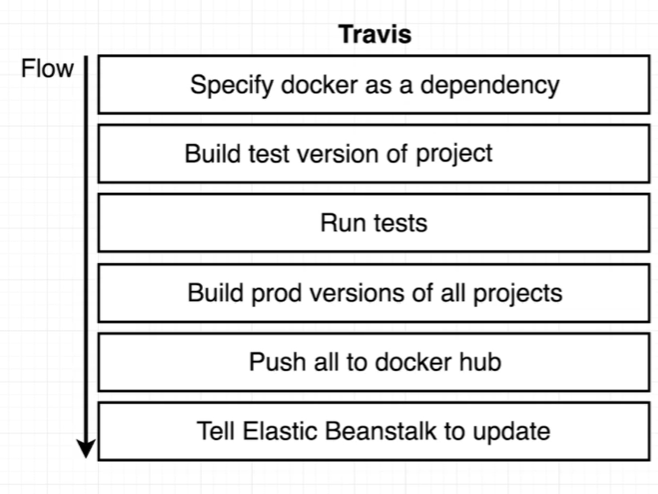 Travis
Flow
Specify docker as a dependency
Build test version of project
Run tests
Build prod versions of all projects
Push all to docker hub
Tell Elastic Beanstalk to update